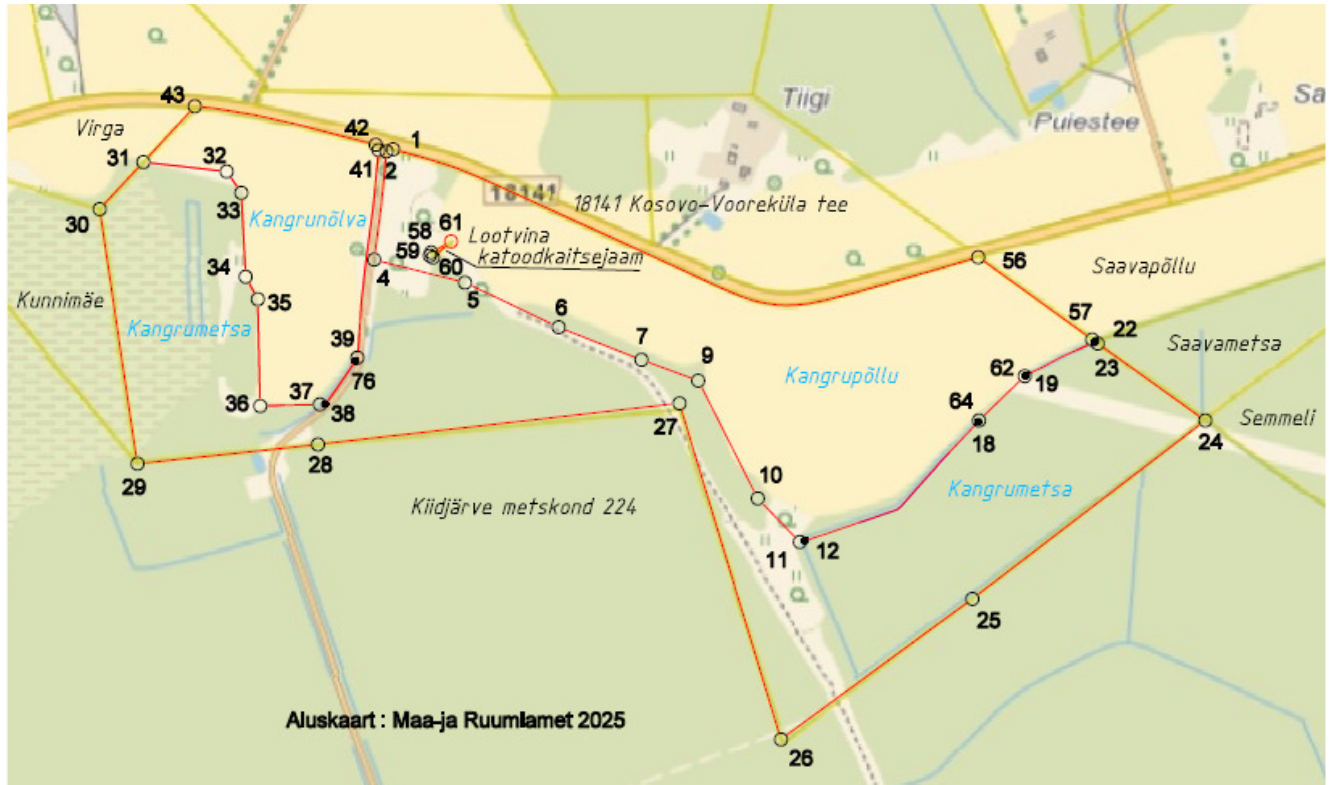 43
Virga
42
1
31
32
41
2
Tiigi
Puiestee
Sa
33
Kangrunõlva
18141
30
18141 Kosovo-Vooreküla tee
61
58
Lootvina
59
katoodkaitsejaam
60
4
5
56
Saavapõllu
34
Kunnimäe
35
Kangrumetsa
6
57
22
Saavametsa
23
39
7
9
62
19
76
Kangrupõllu
36
37
38
27
64
18
Semmeli
24
28
29
10
Kangrumetsa
Kiidjärve metskond 224
11
12
25
Aluskaart : Maa-ja Ruumiamet 2025
26